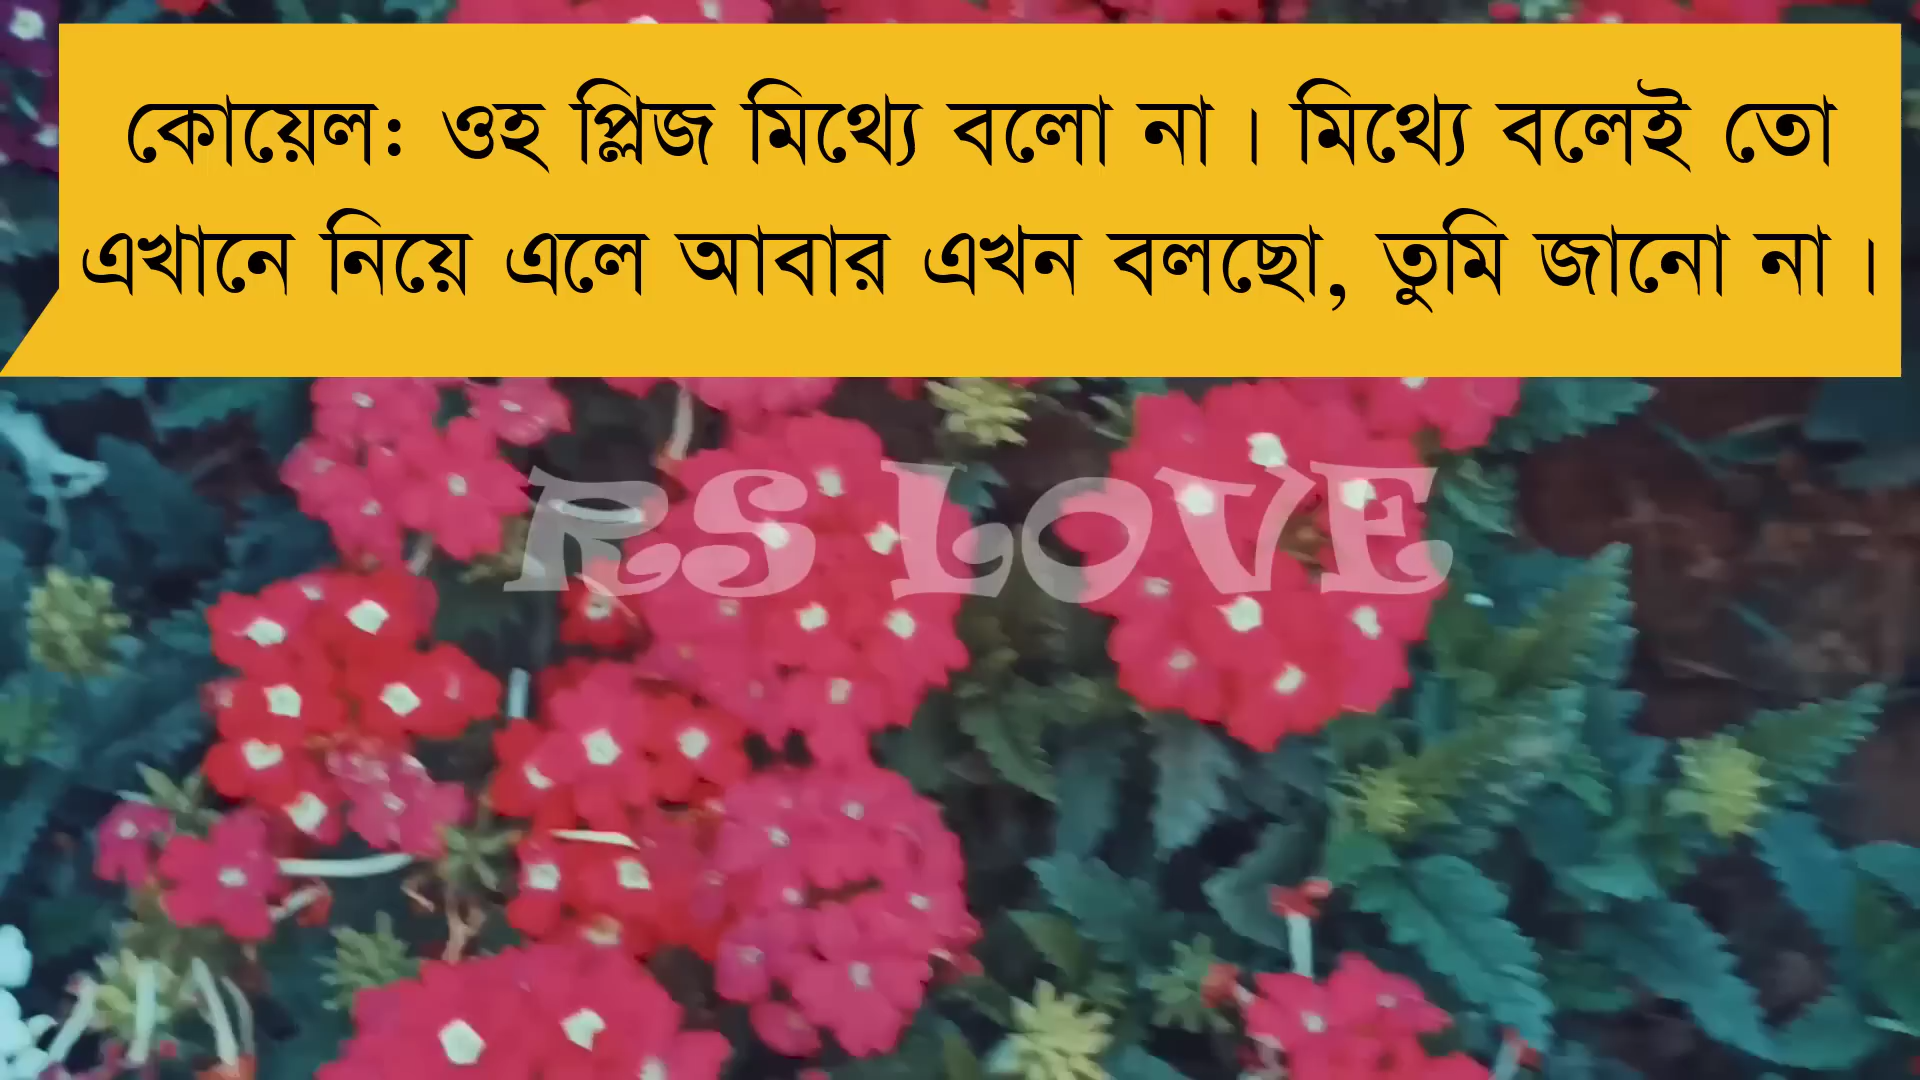 কোয়েল: ওহ প্লিজ মিথ্যে বলো না । মিথ্যে বলেই তো
এখানে নিয়ে এলে আবার এখন বলছো, তুমি জানো না ।
RS LOVE